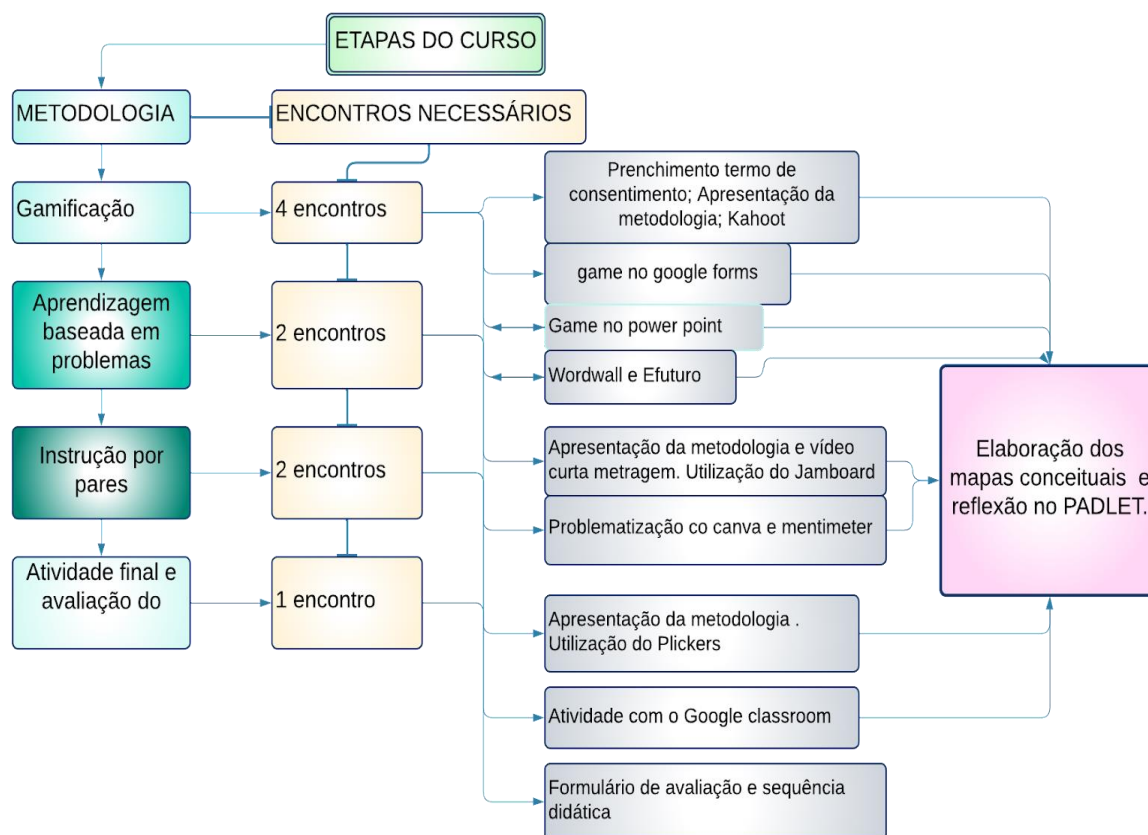 ETAPAS DO CURSO
METODOLOGIA
ENCONTROS NECESSÁRIOS
Gamificação
4 encontros
Prenchimento termo de
consentimento; Apresentação da
metodologia; Kahoot
game no google forms
Game no power point
Wordwall e Efuturo
Aprendizagem
baseada em
problemas
2 encontros
Apresentação da metodologia e vídeo
curta metragem. Utilização do Jamboard
Problematização co canva e mentimeter
Instrução por
pares
2 encontros
Apresentação da metodologia .
Utilização do Plickers
Atividade com o Google classroom
Atividade final e
avaliação do
1 encontro
Formulário de avaliação e sequência
didática
Elaboração dos
mapas conceituais e
reflexão no PADLET.